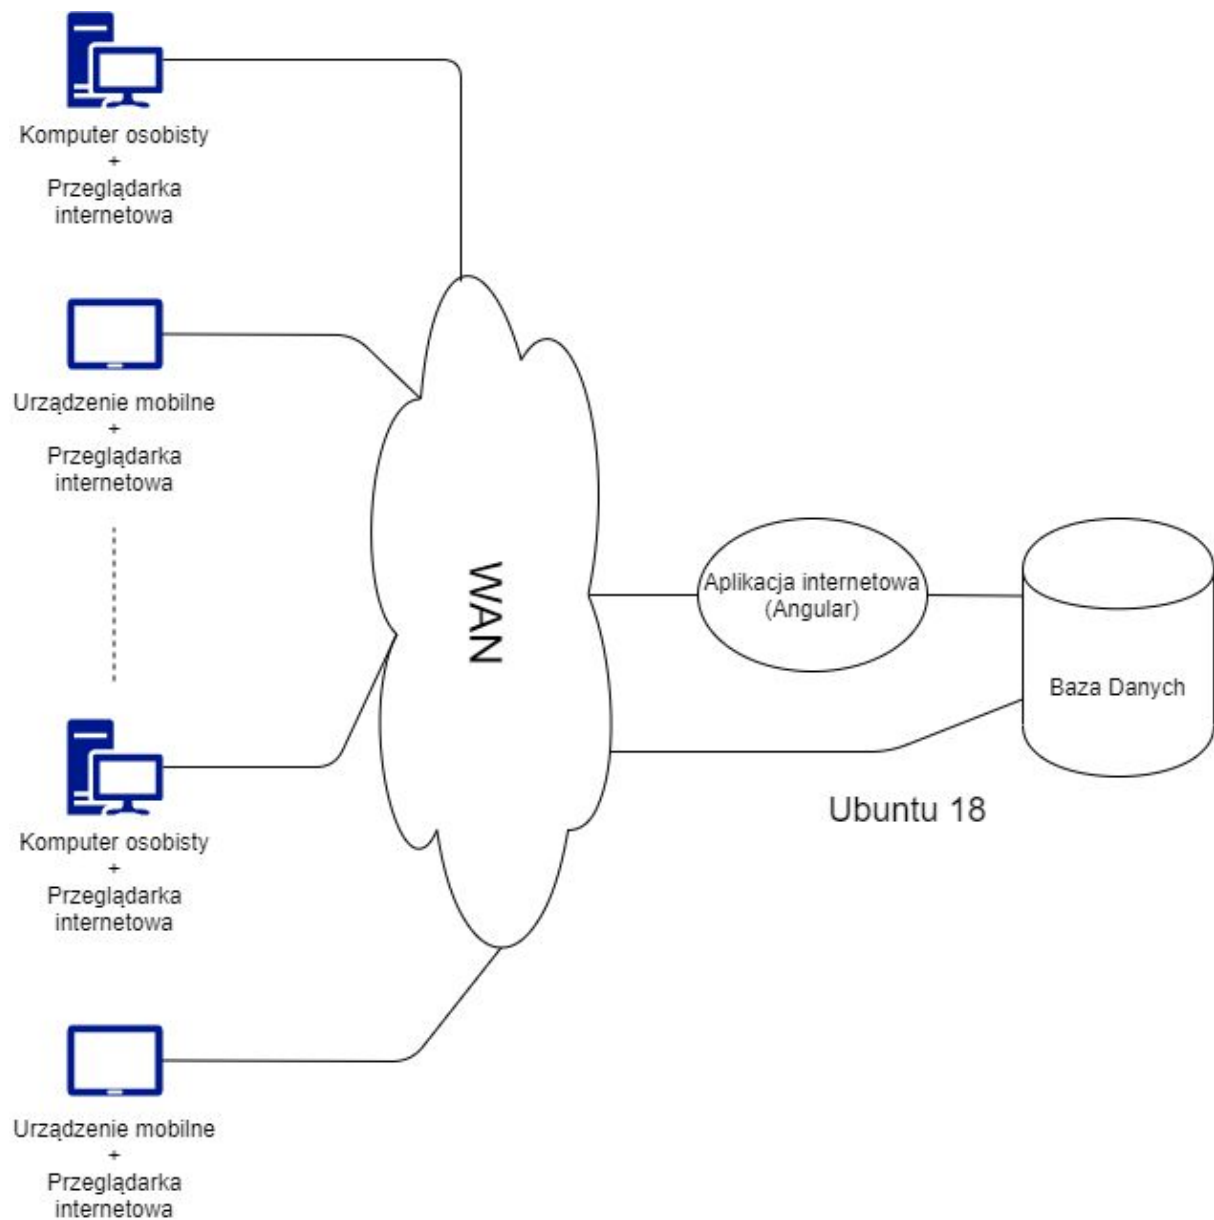 Komputer osobisty
+
Przeglądarka
internetowa
Urządzenie mobilne
+
Przeglądarka
internetowa
WAN
Aplikacja internetowa
(Angular)
Baza Danych
Ubuntu 18
Komputer osobisty
+
Przeglądarka
internetowa
Urządzenie mobilne
+
Przeglądarka
internetowa